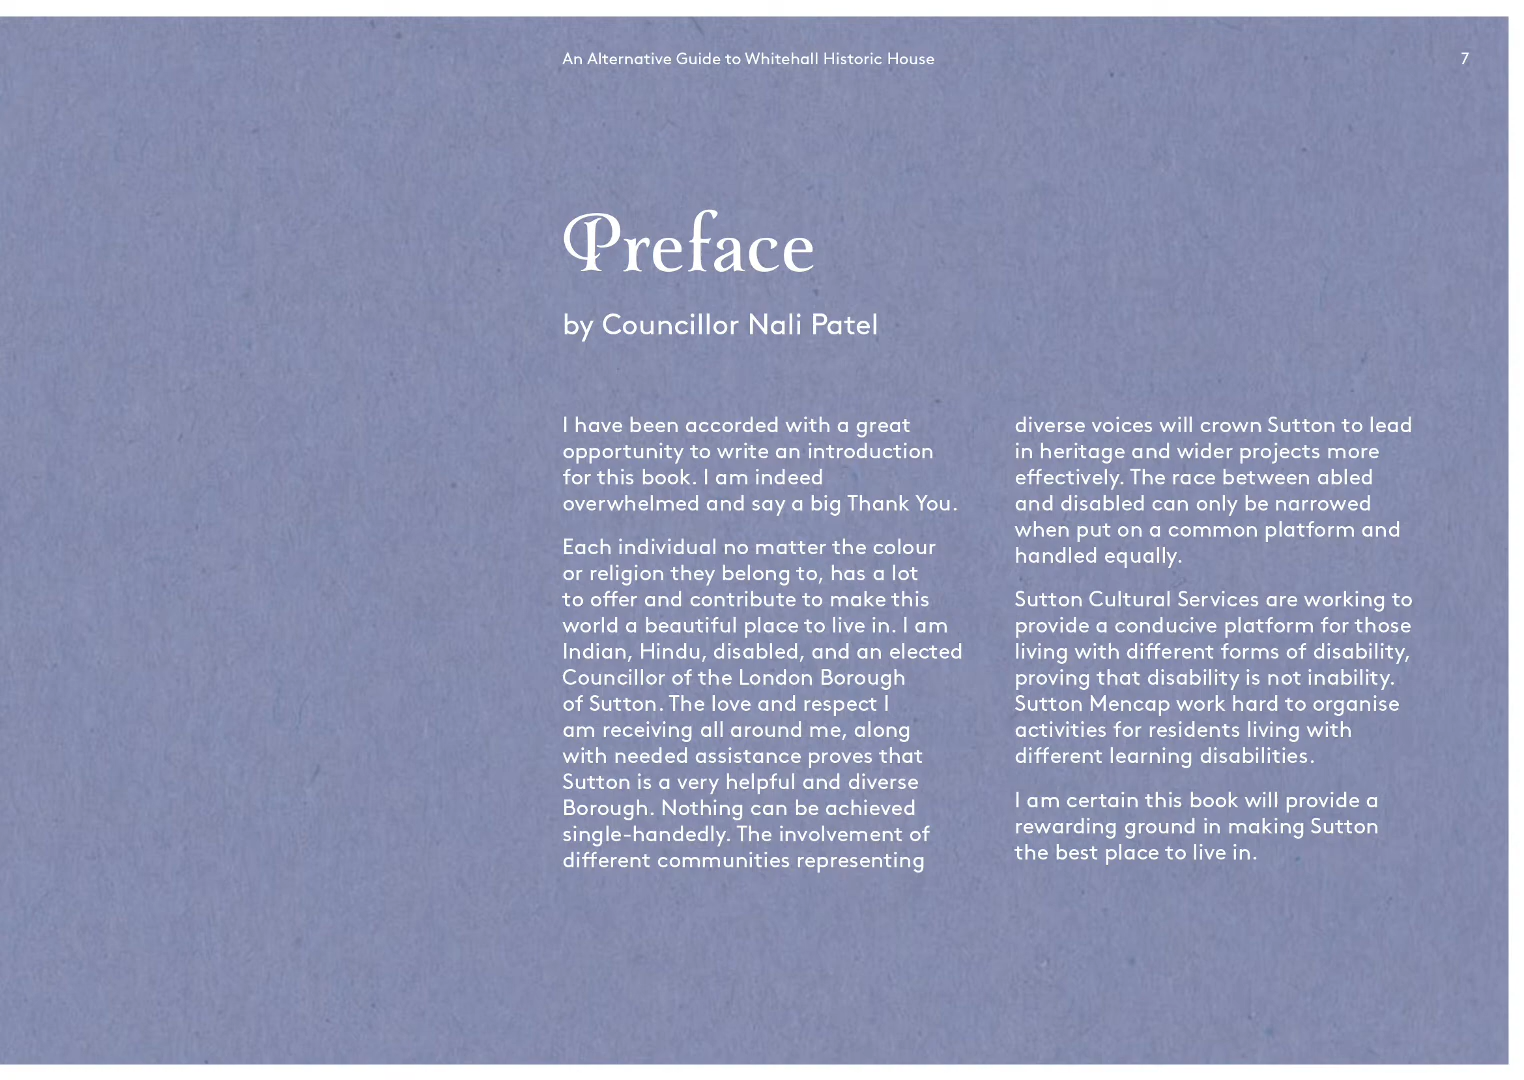 An Alternative Guide to Whitehall Historic House
7
Preface
by Councillor Nali Patel
I have been accorded with a great
opportunity to write an introduction
for this book. I am indeed
overwhelmed and say a big Thank You.
Each individual no matter the colour
or religion they belong to, has a lot
to offer and contribute to make this
world a beautiful place to live in. I am
Indian, Hindu, disabled, and an elected
Councillor of the London Borough
of Sutton. The love and respect I
am receiving all around me, along
with needed assistance proves that
Sutton is a very helpful and diverse
Borough. Nothing can be achieved
single-handedly. The involvement of
different communities representing
diverse voices will crown Sutton to lead
in heritage and wider projects more
effectively. The race between abled
and disabled can only be narrowed
when put on a common platform and
handled equally.
Sutton Cultural Services are working to
provide a conducive platform for those
living with different forms of disability,
proving that disability is not inability.
Sutton Mencap work hard to organise
activities for residents living with
different learning disabilities.
I am certain this book will provide a
rewarding ground in making Sutton
the best place to live in.